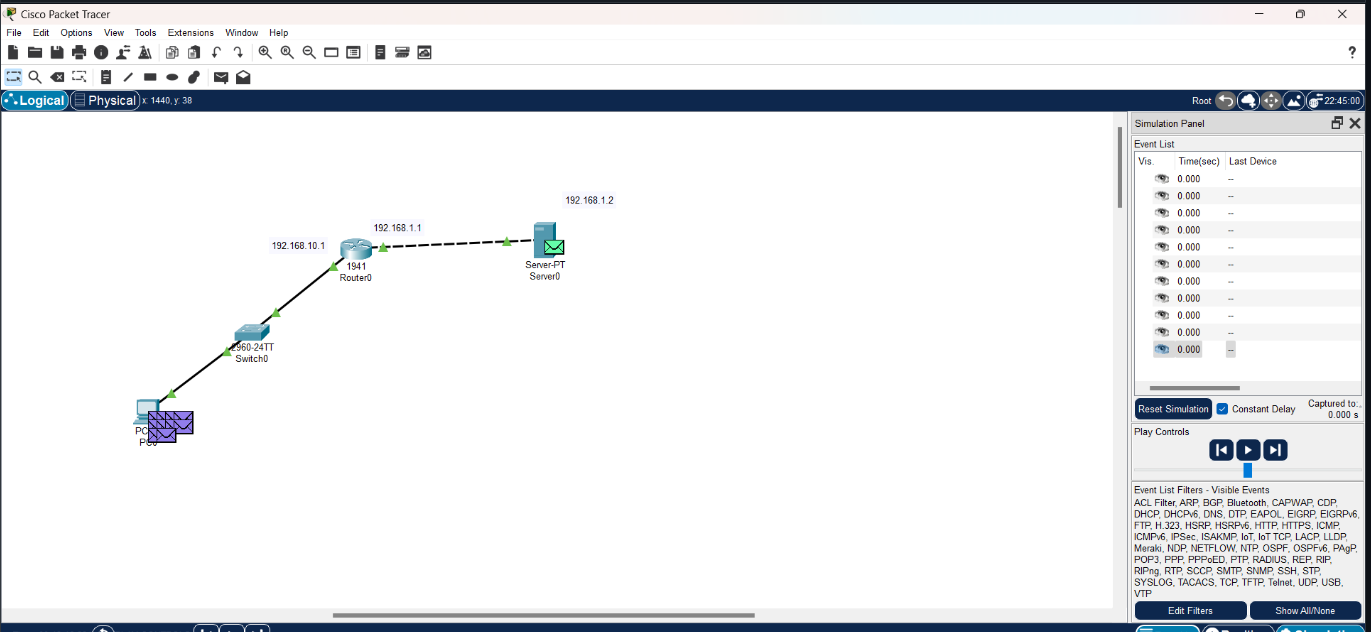 Cisco Packet Tracer
File Edit Options View Tools Extensions Window Help
?
Logical Physical x: 1440, y: 38 Root 22:45:00
Simulation Panel
Event List
Vis. Time(sec) Last Device
0.000 --
0.000 --
0.000 --
0.000 --
0.000 --
0.000 --
0.000 --
0.000 --
0.000 --
0.000 --
0.000 --
192.168.1.2
192.168.1.1
192.168.10.1
1941
Router0
Server-PT
Server0
2960-24TT
Switch0
Reset Simulation Constant Delay Captured to:
0.000 s
Play Controls
Event List Filters - Visible Events
ACL Filter, ARP, BGP, Bluetooth, CAPWAP, CDP,
DHCP, DHCPv6, DNS, DTP, EAPOL, EIGRP, EIGRPv6,
FTP, H.323, HSRP, HSRPv6, HTTP, HTTPS, ICMP,
ICMPv6, IPSec, ISAKMP, IoT, IoT TCP, LACP, LLDP,
Meraki, NDP, NETFLOW, NTP, OSPF, OSPFv6, PAgP,
POP3, PPP, PPPoED, PTP, RADIUS, REP, RIP,
RIPng, RTP, SCCP, SMTP, SNMP, SSH, STP,
SYSLOG, TACACS, TCP, TFTP, Telnet, UDP, USB,
VTP
Edit Filters Show All/None